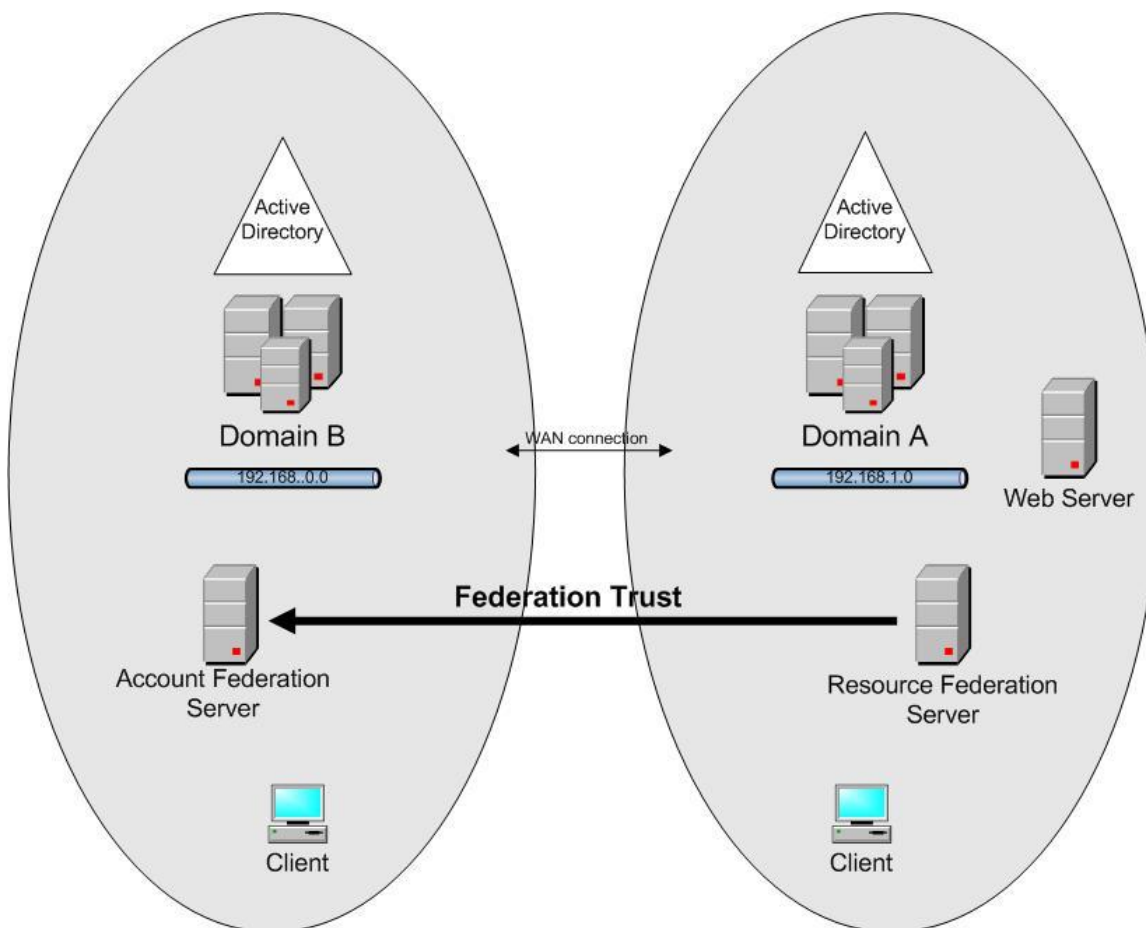 Active
Directory
Domain B
192.168..0.0
Account Federation
Server
Client
WAN connection
Federation Trust
Active
Directory
Domain A
192.168.1.0
Web Server
Resource Federation
Server
Client